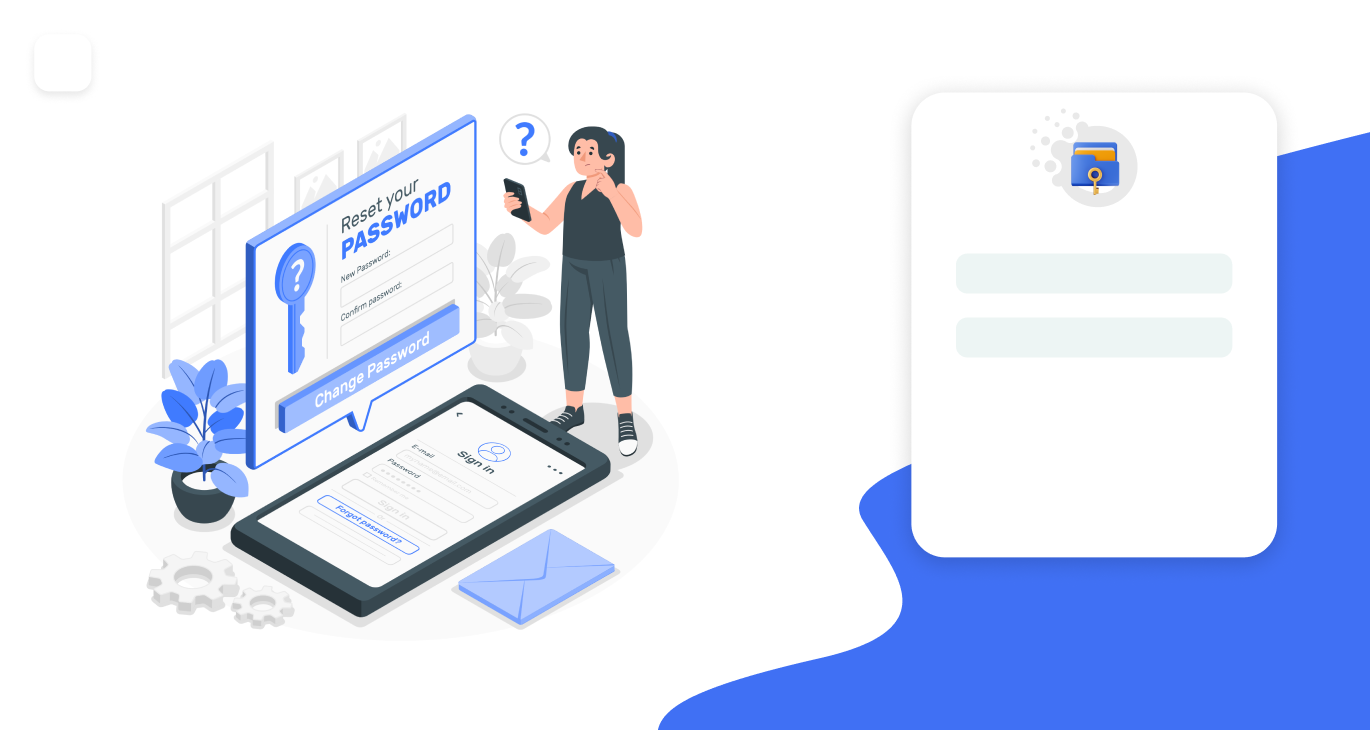 ?
Reset your
PASSWORD
?
New Password:
Confirm password:
Change Password
Sign in
E-mail
Password
********
Sign in
Forgot password?